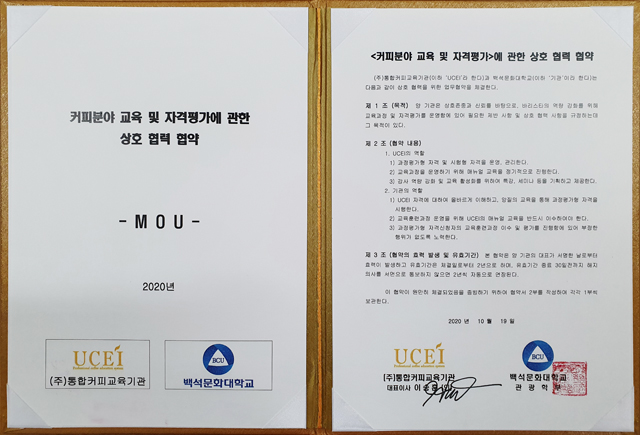 커피분야 교육 및 자격평가에 관한
상호 협력 협약
- M O U -
2020년
UCEI
(주)통합커피교육기관
BCU
백석문화대학교
<커피분야 교육 및 자격평가>에 관한 상호 협력 협약
(주)통합커피교육기관(이하 'UCEI'라 한다)과 백석문화대학교(이하 '기관'이라 한다)는
다음과 같이 상호 협력을 위한 업무협약을 체결한다.
제 1 조 (목적) 양 기관은 상호존중과 신뢰를 바탕으로, 바리스타의 역량 강화를 위해
교육과정 및 자격평가를 운영함에 있어 필요한 제반 사항 및 상호 협력 사항을 규정하는데
그 목적이 있다.
제 2 조 (협약 내용)
1. UCEI의 역할
1) 과정평가형 자격 및 시험형 자격을 운영, 관리한다.
2) 교육과정을 운영하기 위해 매뉴얼 교육을 정기적으로 진행한다.
3) 강사 역량 강화 및 교육 활성화를 위하여 특강, 세미나 등을 기획하고 제공한다.
2. 기관의 역할
1) UCEI 자격에 대하여 올바르게 이해하고, 양질의 교육을 통해 과정평가형 자격을
시행한다.
2) 교육훈련과정 운영을 위해 UCEI의 매뉴얼 교육을 반드시 이수하여야 한다.
3) 과정평가형 자격신청자의 교육훈련과정 이수 및 평가를 진행함에 있어 부정한
행위가 없도록 노력한다.
제 3 조 (협약의 효력 발생 및 유효기간) 본 협약은 양 기관의 대표가 서명한 날로부터
효력이 발생하고 유효기간은 체결일로부터 2년으로 하며, 유효기간 종료 30일전까지 해지
의사를 서면으로 통보하지 않으면 2년씩 자동으로 연장된다.
이 협약이 원만히 체결되었음을 증빙하기 위하여 협약서 2부를 작성하여 각각 1부씩
보관한다.
2020 년 10 월 19 일
UCEI
BCU
(주)통합커피교육기관
백석문화대학교
대표이사 이
관 광 학 부